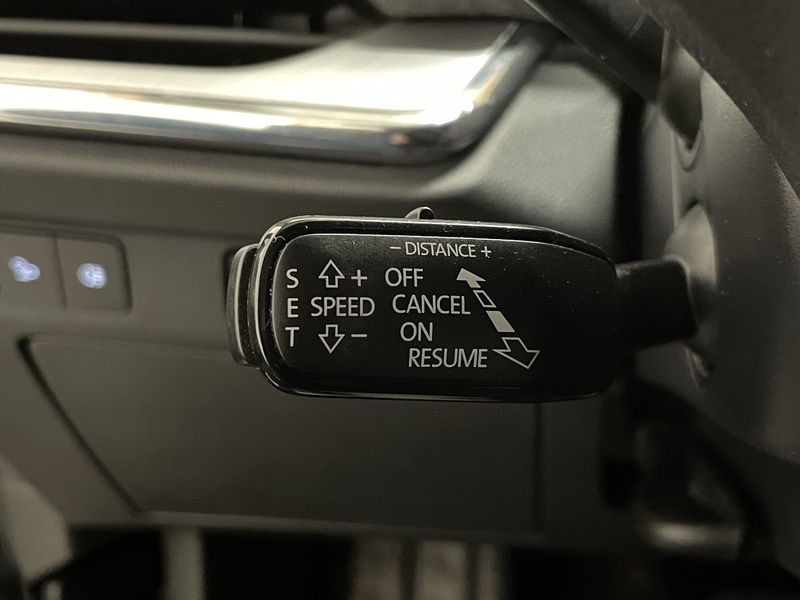 − DISTANCE +
S + OFF
E SPEED CANCEL
T − ON
RESUME